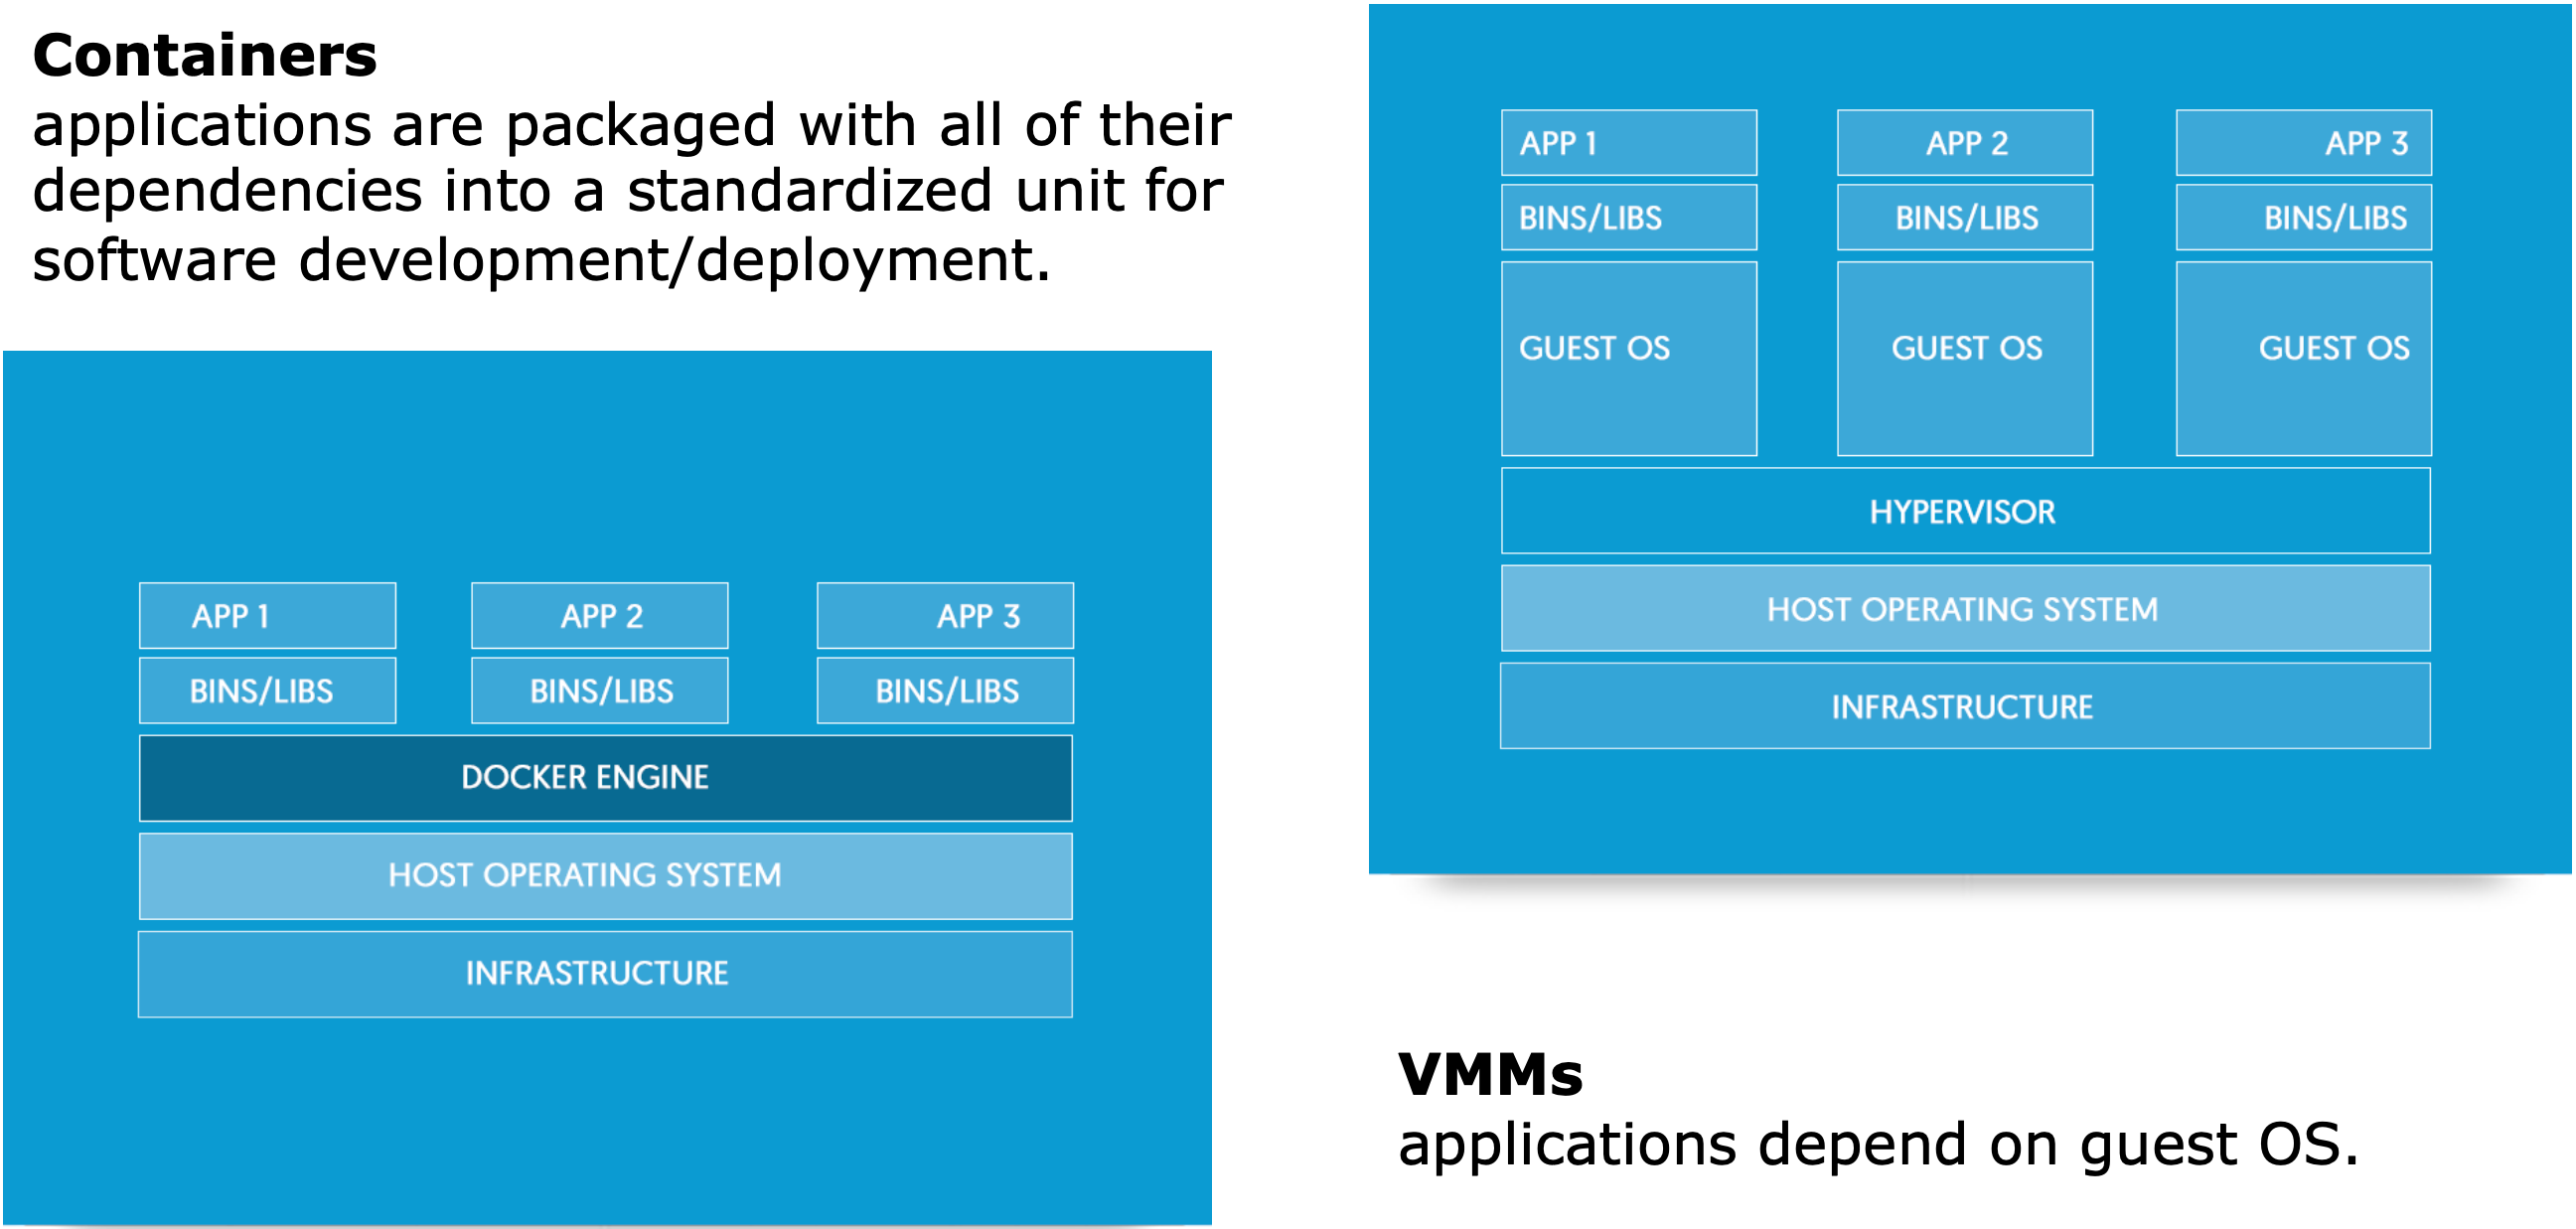 Containers
applications are packaged with all of their
dependencies into a standardized unit for
software development/deployment.
APP 1 APP 2 APP 3
BINS/LIBS BINS/LIBS BINS/LIBS
DOCKER ENGINE
HOST OPERATING SYSTEM
INFRASTRUCTURE
APP 1 APP 2 APP 3
BINS/LIBS BINS/LIBS BINS/LIBS
GUEST OS GUEST OS GUEST OS
HYPERVISOR
HOST OPERATING SYSTEM
INFRASTRUCTURE
VMMs
applications depend on guest OS.